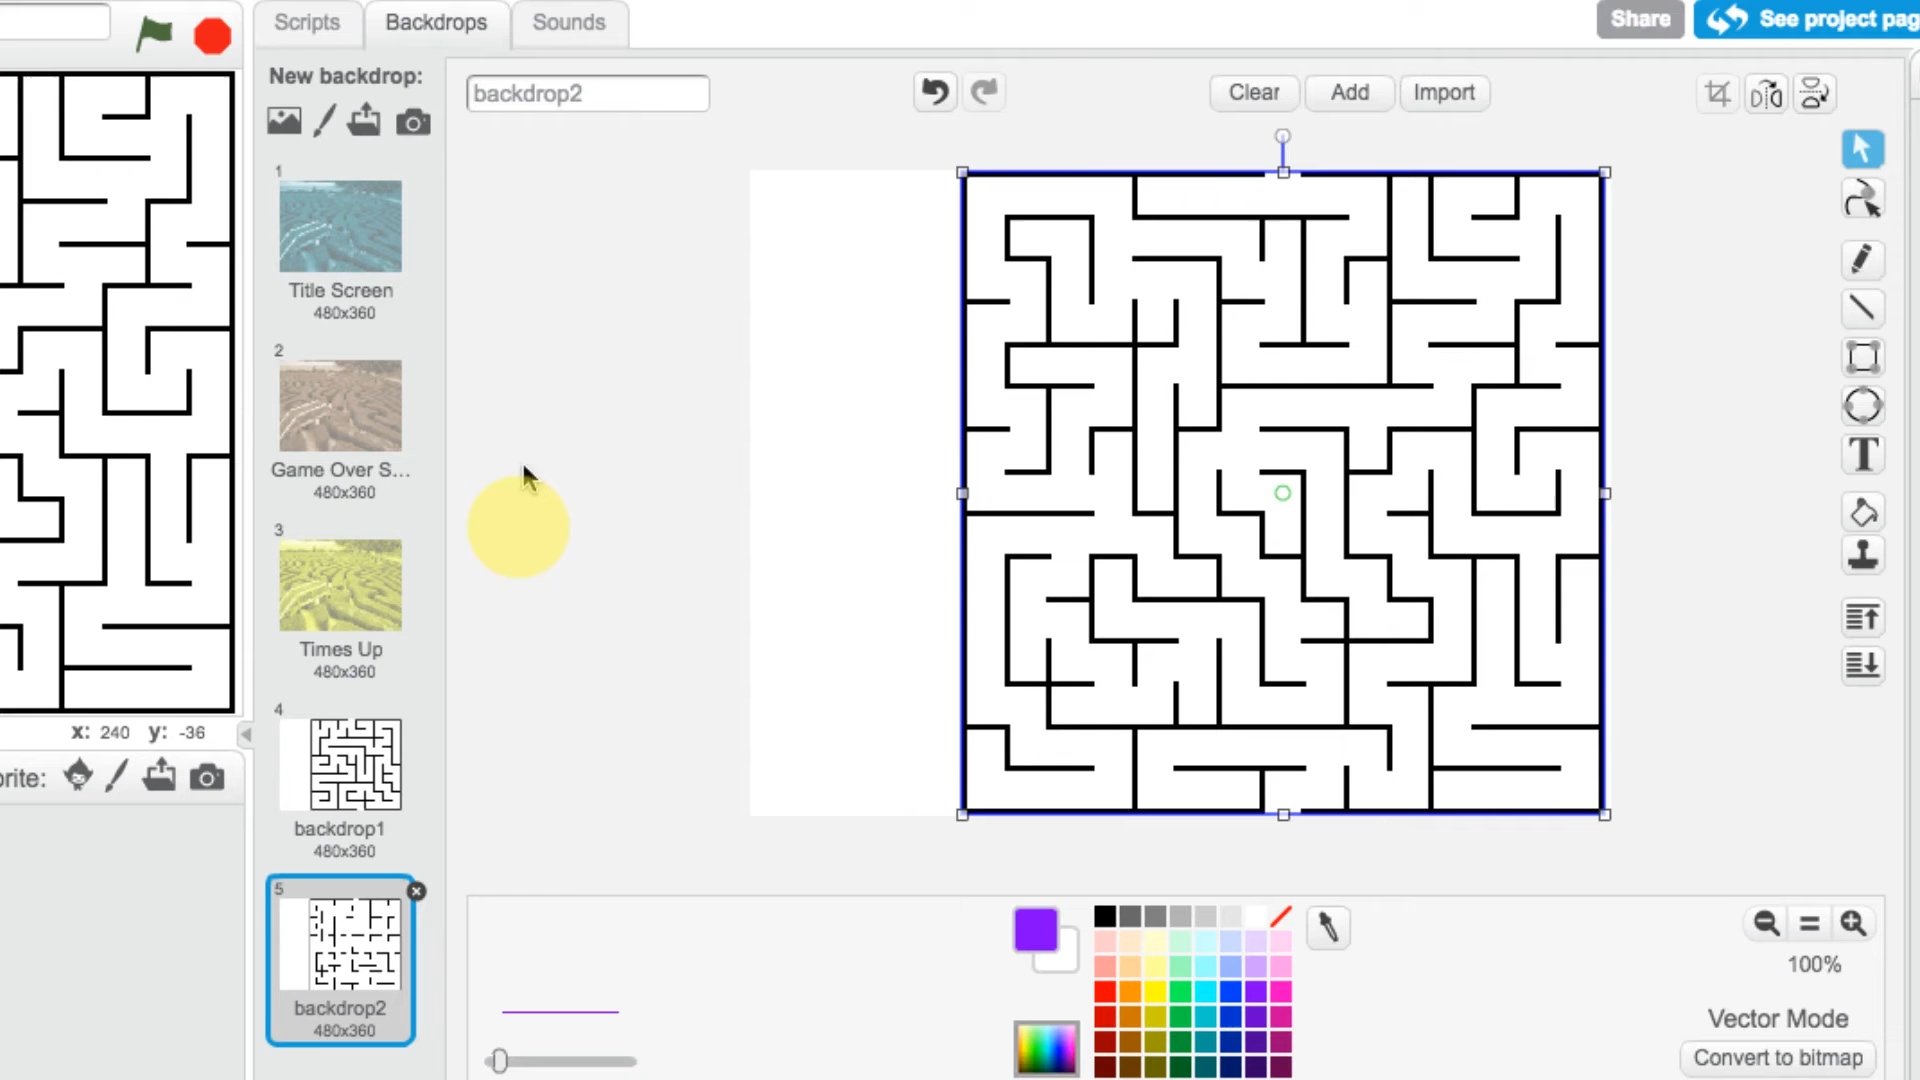 Scripts Backdrops Sounds Share See project pag
New backdrop:
backdrop2 Clear Add Import
1
Title Screen
480x360
2
Game Over S...
480x360
3
Times Up
480x360
x: 240 y: -36
rite:
4
backdrop1
480x360
5
backdrop2
480x360
T
100%
Vector Mode
Convert to bitmap